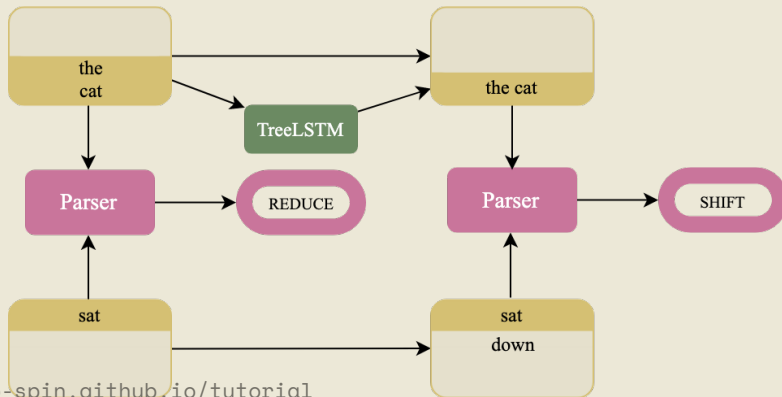 the
cat
the cat
TreeLSTM
Parser
REDUCE
Parser
SHIFT
sat
sat
down
-spin.github.io/tutorial